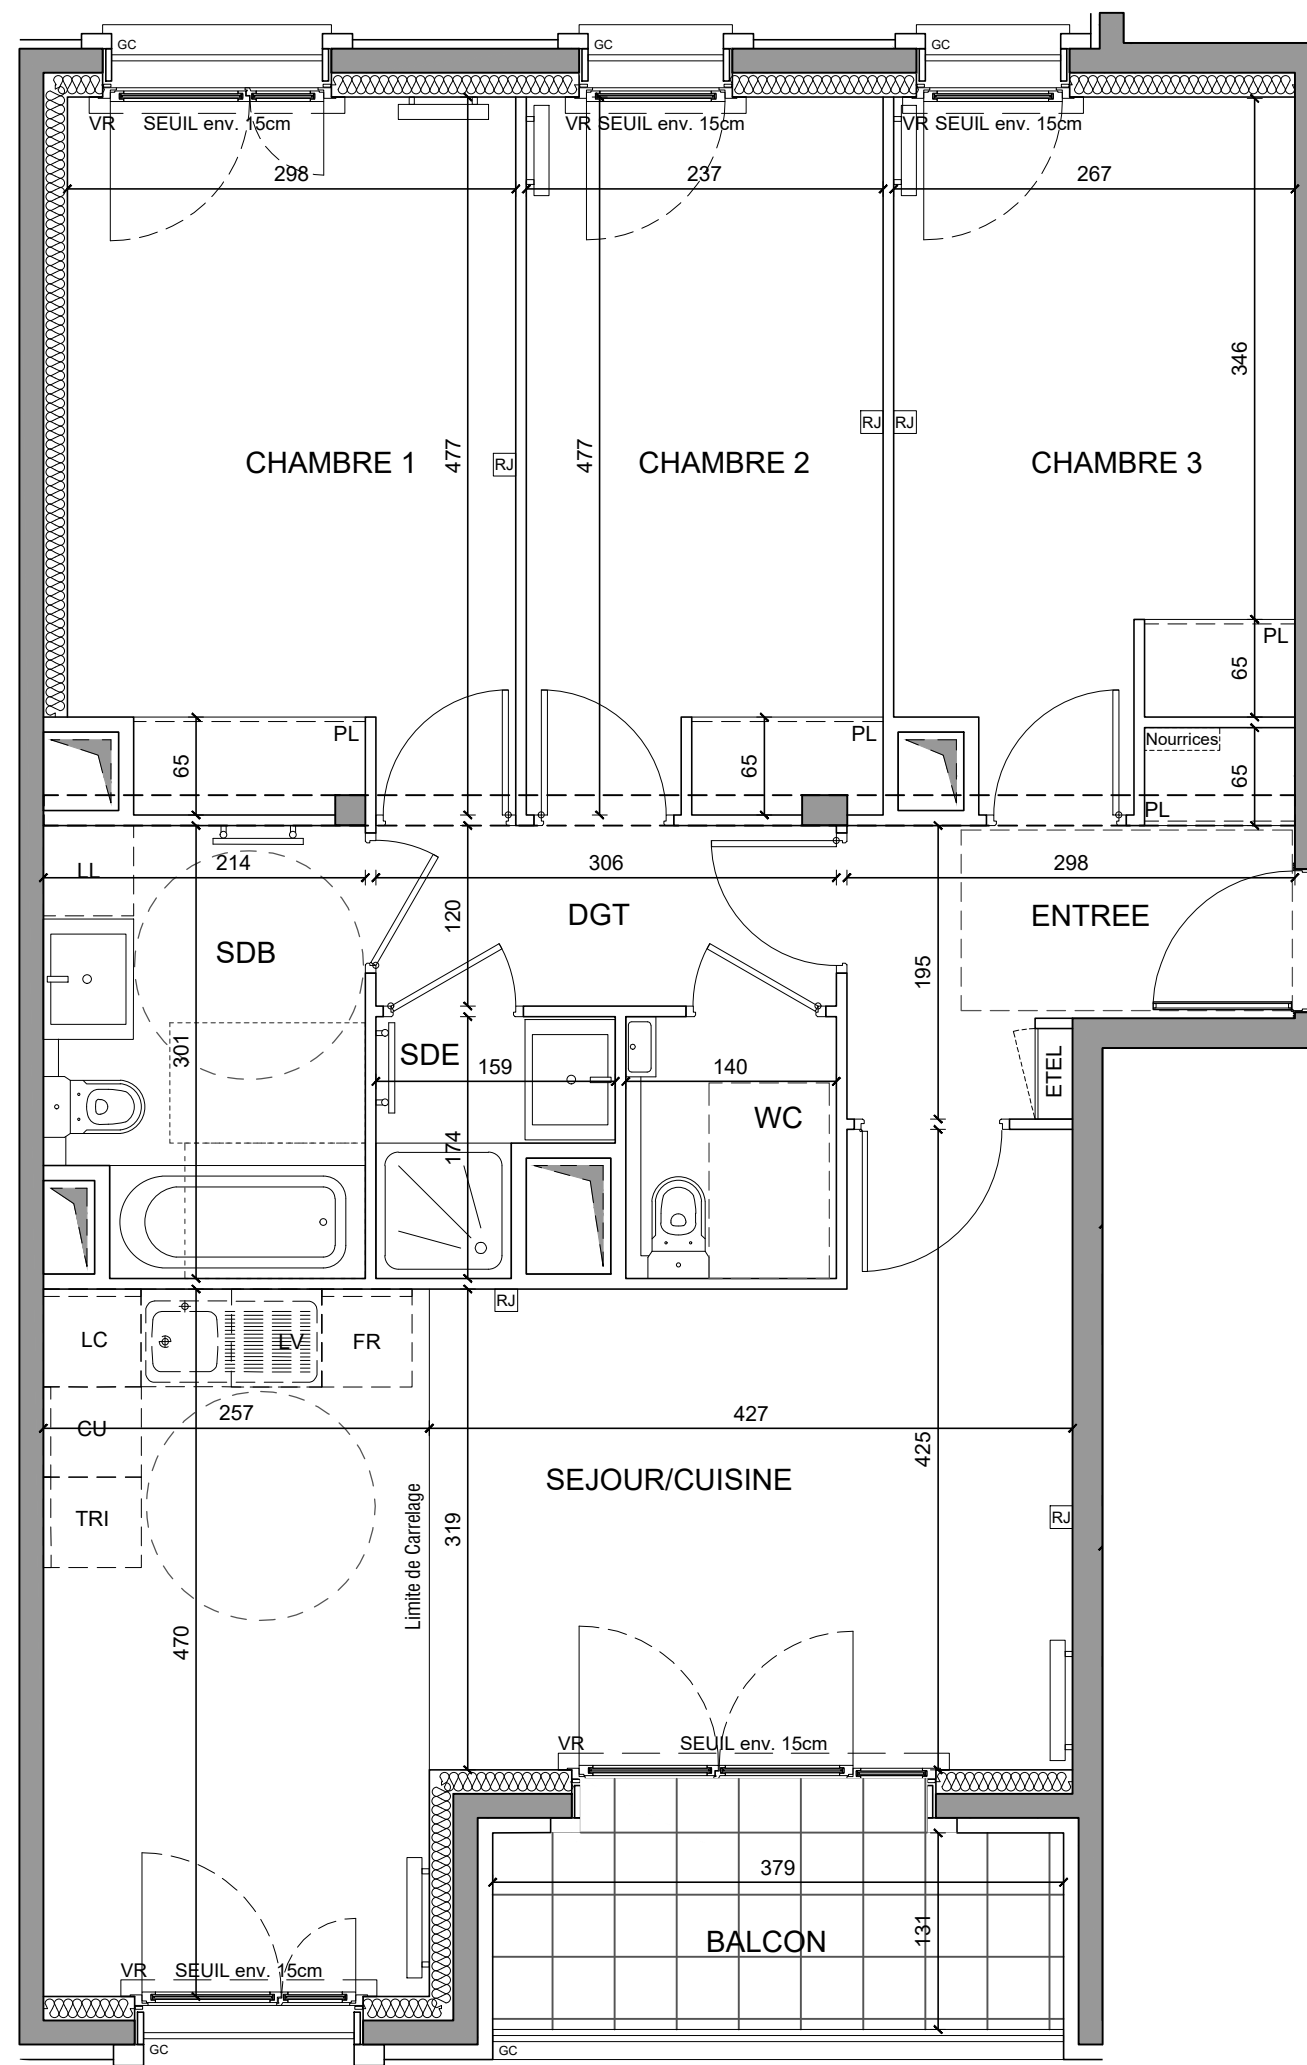 GC
GC
GC
VR SEUIL env. 15cm
VR SEUIL env. 15cm
VR SEUIL env. 15cm
298
237
267
346
CHAMBRE 1
477
RJ
477
CHAMBRE 2
RJ
RJ
CHAMBRE 3
PL
65
PL
65
PL
65
Nourrices
65
PL
LL
214
306
298
120
DGT
ENTREE
SDB
195
301
SDE
159
140
ETEL
WC
174
RJ
LC
LV
FR
257
427
CU
425
SEJOUR/CUISINE
TRI
319
Limite de Carrelage
RJ
470
VR
SEUIL env. 15cm
379
131
BALCON
VR SEUIL env. 15cm
GC
GC